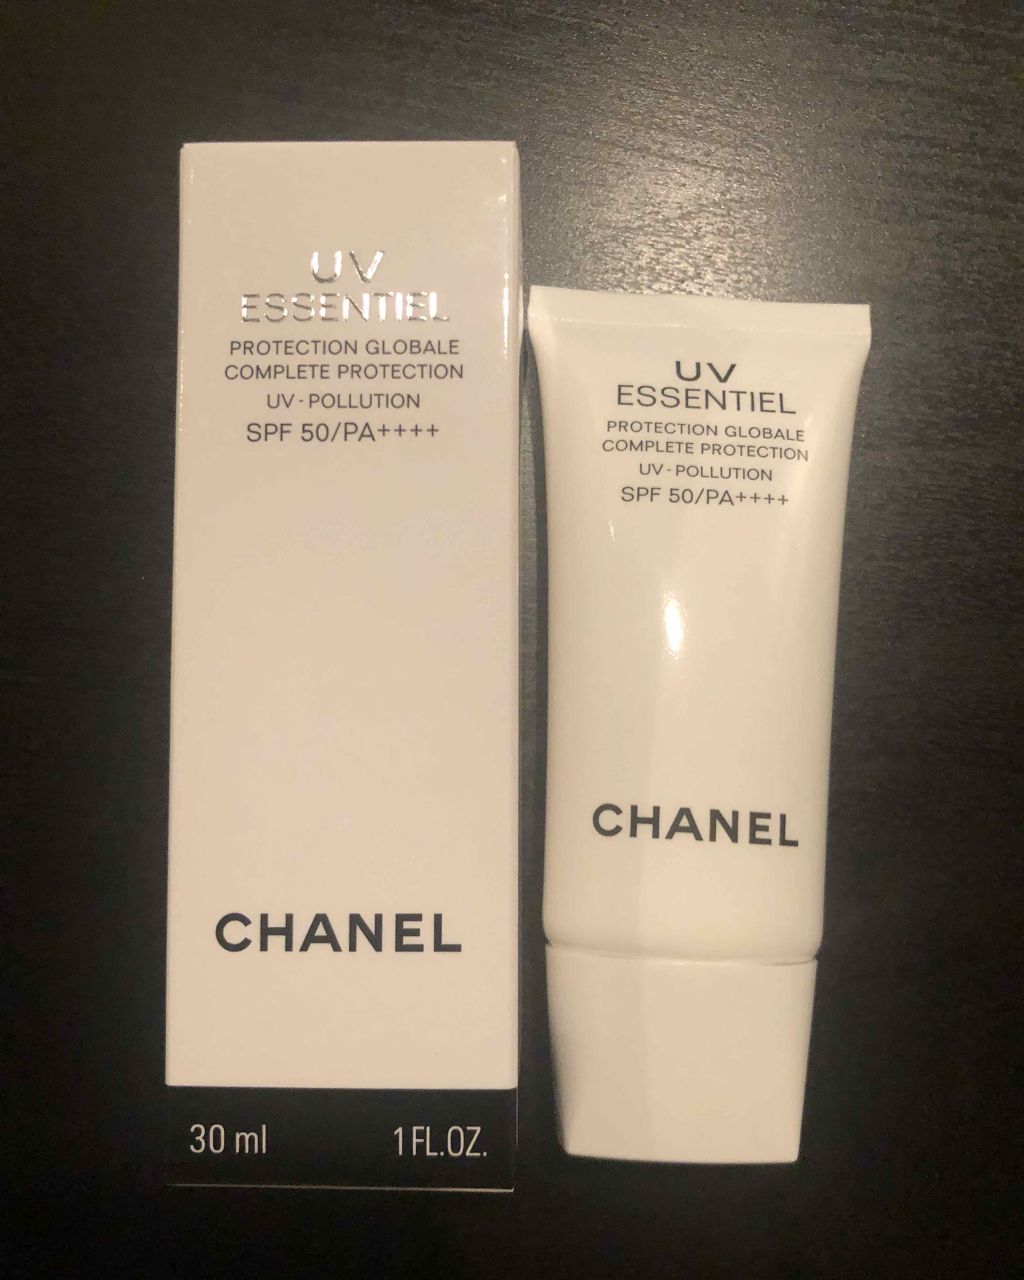 UV
ESSENTIEL
PROTECTION GLOBALE
COMPLETE PROTECTION
UV - POLLUTION
SPF 50/PA++++
CHANEL
30 ml 1 FL.OZ.
UV
ESSENTIEL
PROTECTION GLOBALE
COMPLETE PROTECTION
UV - POLLUTION
SPF 50/PA++++
CHANEL